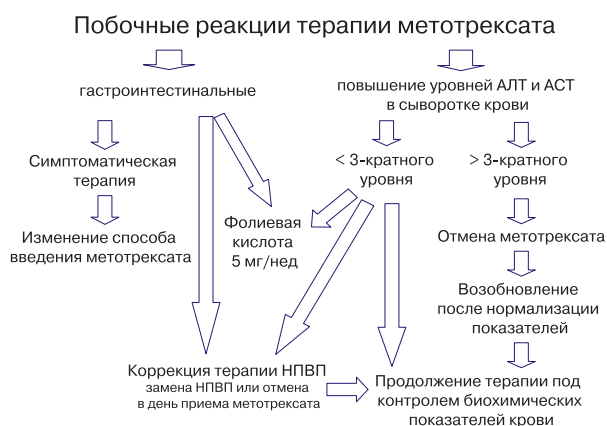 Побочные реакции терапии метотрексата
гастроинтестинальные
повышение уровней АЛТ и АСТ
в сыворотке крови
Симптоматическая
терапия
< 3-кратного
уровня
> 3-кратного
уровня
Изменение способа
введения метотрексата
Фолиевая
кислота
5 мг/нед
Отмена метотрексата
Возобновление
после нормализации
показателей
Коррекция терапии НПВП
замена НПВП или отмена
в день приема метотрексата
Продолжение терапии под
контролем биохимических
показателей крови